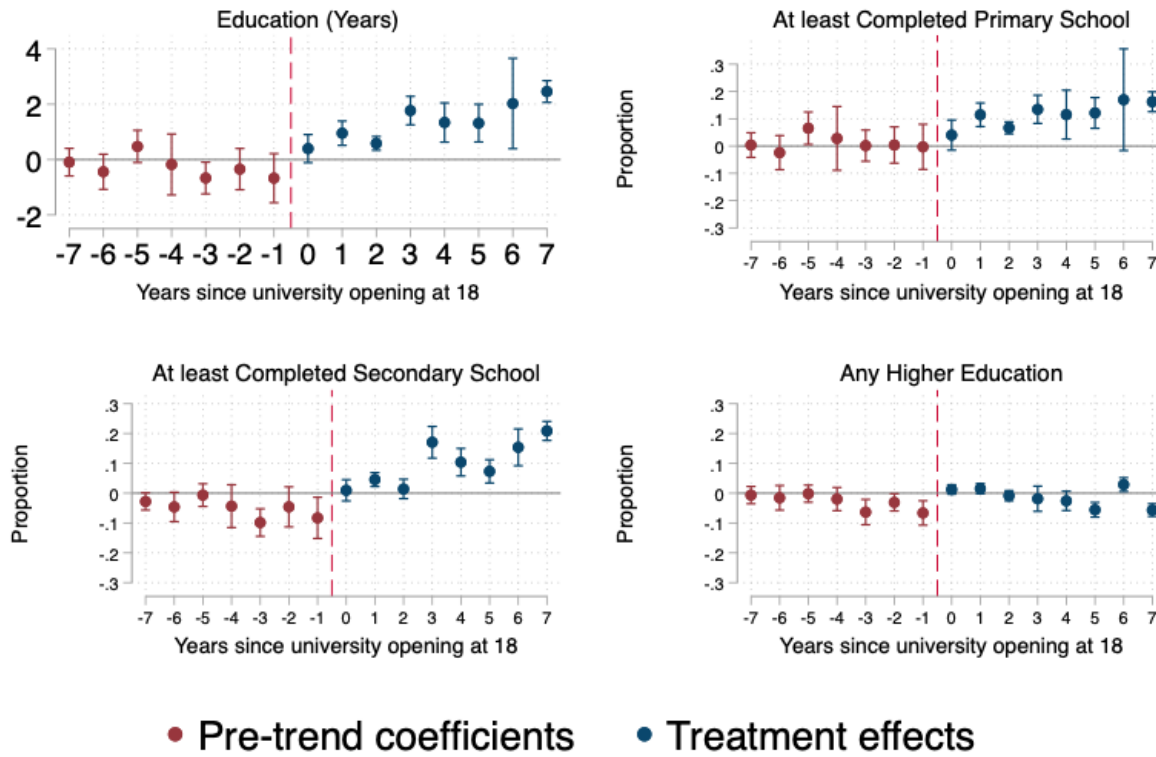 Education (Years)
4
2
0
-2
-7 -6 -5 -4 -3 -2 -1 0 1 2 3 4 5 6 7
Years since university opening at 18
At least Completed Primary School
Proportion
.3
.2
.1
0
-.1
-.2
-.3
-7 -6 -5 -4 -3 -2 -1 0 1 2 3 4 5 6 7
Years since university opening at 18
At least Completed Secondary School
Proportion
.3
.2
.1
0
-.1
-.2
-.3
-7 -6 -5 -4 -3 -2 -1 0 1 2 3 4 5 6 7
Years since university opening at 18
Any Higher Education
Proportion
.3
.2
.1
0
-.1
-.2
-.3
-7 -6 -5 -4 -3 -2 -1 0 1 2 3 4 5 6 7
Years since university opening at 18
Pre-trend coefficients
Treatment effects